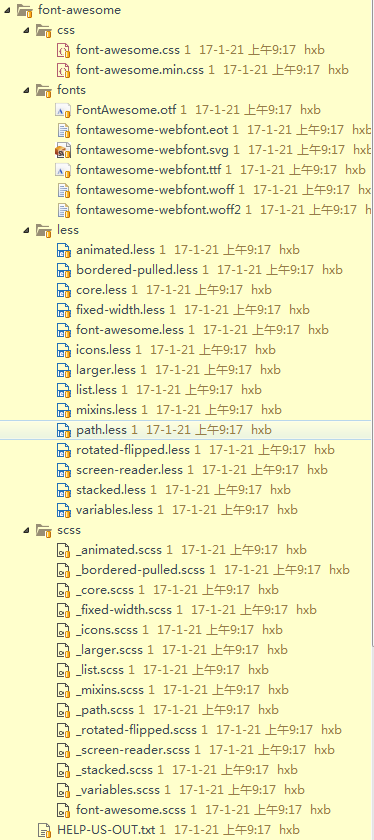 font-awesome
css
font-awesome.css 1 17-1-21 上午9:17 hxb
font-awesome.min.css 1 17-1-21 上午9:17 hxb
fonts
FontAwesome.otf 1 17-1-21 上午9:17 hxb
fontawesome-webfont.eot 1 17-1-21 上午9:17 hxb
fontawesome-webfont.svg 1 17-1-21 上午9:17 hxb
fontawesome-webfont.ttf 1 17-1-21 上午9:17 hxb
fontawesome-webfont.woff 1 17-1-21 上午9:17
fontawesome-webfont.woff2 1 17-1-21 上午9:17
less
animated.less 1 17-1-21 上午9:17 hxb
bordered-pulled.less 1 17-1-21 上午9:17 hxb
core.less 1 17-1-21 上午9:17 hxb
fixed-width.less 1 17-1-21 上午9:17 hxb
font-awesome.less 1 17-1-21 上午9:17 hxb
icons.less 1 17-1-21 上午9:17 hxb
larger.less 1 17-1-21 上午9:17 hxb
list.less 1 17-1-21 上午9:17 hxb
mixins.less 1 17-1-21 上午9:17 hxb
path.less 1 17-1-21 上午9:17 hxb
rotated-flipped.less 1 17-1-21 上午9:17 hxb
screen-reader.less 1 17-1-21 上午9:17 hxb
stacked.less 1 17-1-21 上午9:17 hxb
variables.less 1 17-1-21 上午9:17 hxb
scss
_animated.scss 1 17-1-21 上午9:17 hxb
_bordered-pulled.scss 1 17-1-21 上午9:17 hxb
_core.scss 1 17-1-21 上午9:17 hxb
_fixed-width.scss 1 17-1-21 上午9:17 hxb
_icons.scss 1 17-1-21 上午9:17 hxb
_larger.scss 1 17-1-21 上午9:17 hxb
_list.scss 1 17-1-21 上午9:17 hxb
_mixins.scss 1 17-1-21 上午9:17 hxb
_path.scss 1 17-1-21 上午9:17 hxb
_rotated-flipped.scss 1 17-1-21 上午9:17 hxb
_screen-reader.scss 1 17-1-21 上午9:17 hxb
_stacked.scss 1 17-1-21 上午9:17 hxb
_variables.scss 1 17-1-21 上午9:17 hxb
font-awesome.scss 1 17-1-21 上午9:17 hxb
HELP-US-OUT.txt 1 17-1-21 上午9:17 hxb